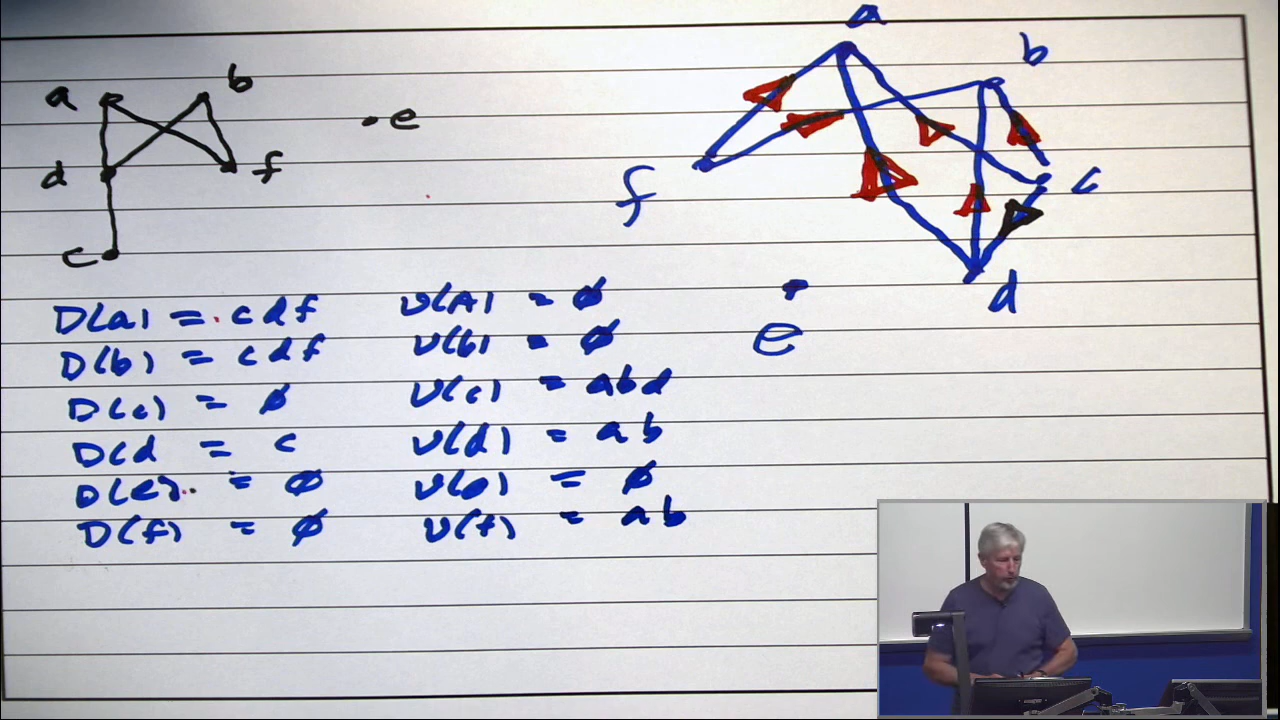 a b
e
d f
c
D(a) = cdf U(A) = ø
D(b) = cdf U(b) = ø
D(c) = ø U(c) = abd
D(d = c U(d) = ab
D(e) = ø U(e) = ø
D(f) = ø U(f) = ab
a
b
f c
d
e